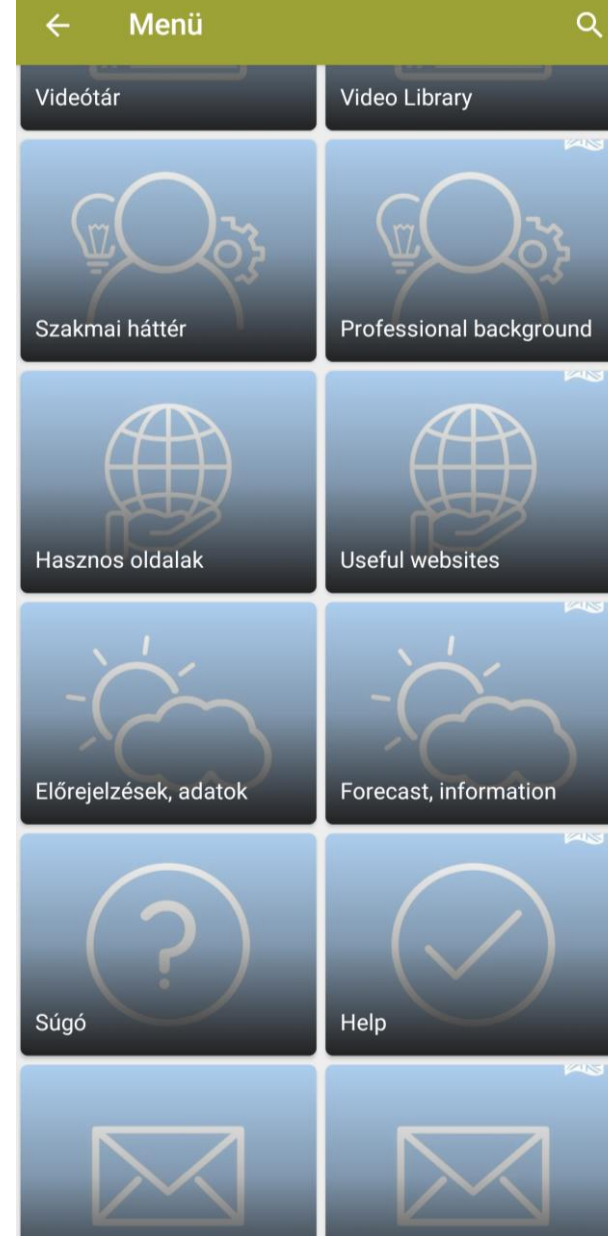 Menü
Videótár
Video Library
Szakmai háttér
Professional background
Hasznos oldalak
Useful websites
Előrejelzések, adatok
Forecast, information
Súgó
Help